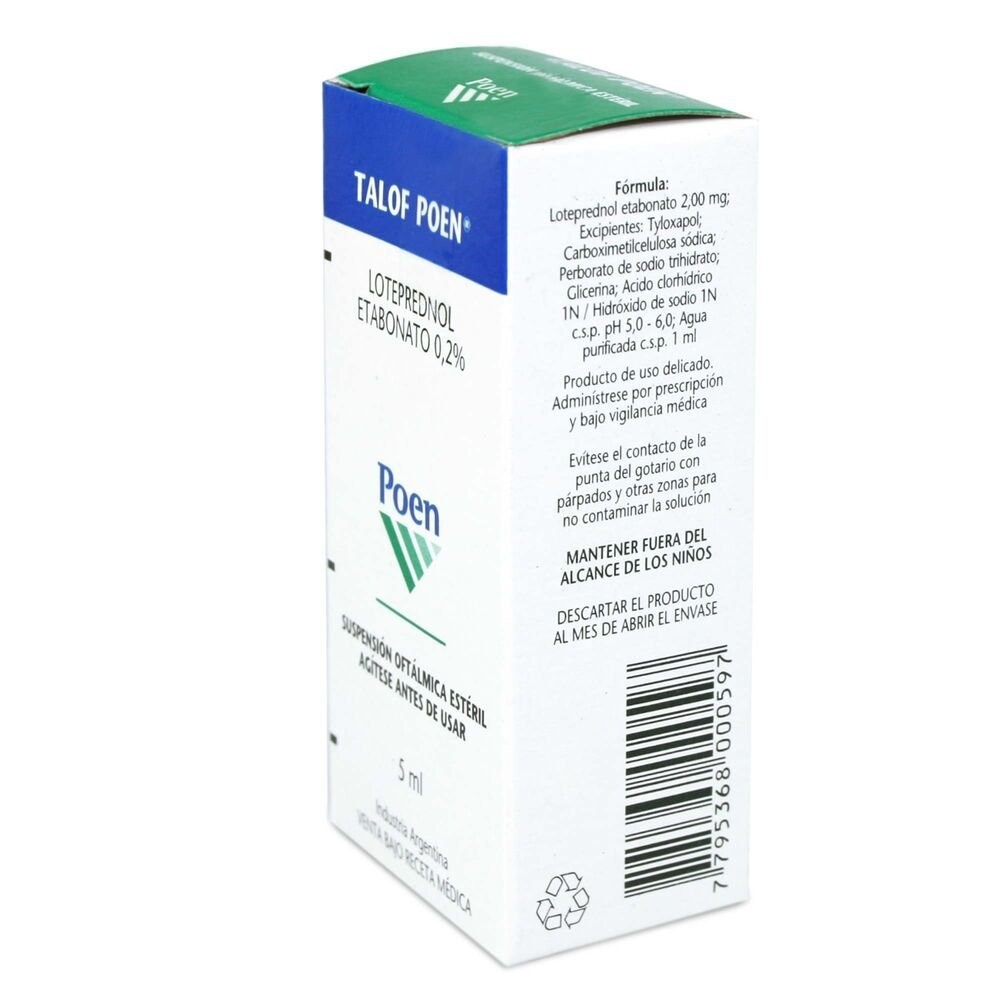 TALOF POEN
SUSPENSIÓN OFTÁLMICA ESTÉRIL
Poen
TALOF POEN®
LOTEPREDNOL
ETABONATO 0,2%
Poen
SUSPENSIÓN OFTÁLMICA ESTÉRIL
AGÍTESE ANTES DE USAR
5 ml
Industria Argentina
VENTA BAJO RECETA MÉDICA
Fórmula:
Loteprednol etabonato 2,00 mg;
Excipientes: Tyloxapol;
Carboximetilcelulosa sódica;
Perborato de sodio trihidrato;
Glicerina; Acido clorhídrico
1N / Hidróxido de sodio 1N
c.s.p. pH 5,0 - 6,0; Agua
purificada c.s.p. 1 ml
Producto de uso delicado.
Adminístrese por prescripción
y bajo vigilancia médica
Evítese el contacto de la
punta del gotario con
párpados y otras zonas para
no contaminar la solución
MANTENER FUERA DEL
ALCANCE DE LOS NIÑOS
DESCARTAR EL PRODUCTO
AL MES DE ABRIR EL ENVASE
7 795368 000597